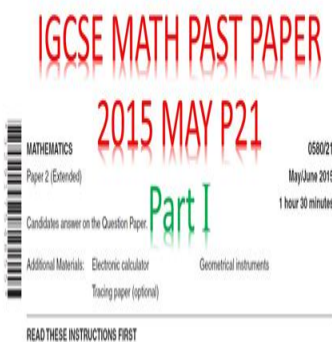 IGCSE MATH PAST PAPER
2015 MAY P21
MATHEMATICS 0580/21
Paper 2 (Extended) May/June 2015
Part I
1 hour 30 minutes
Candidates answer on the Question Paper.
Additional Materials: Electronic calculator Geometrical instruments
Tracing paper (optional)
READ THESE INSTRUCTIONS FIRST